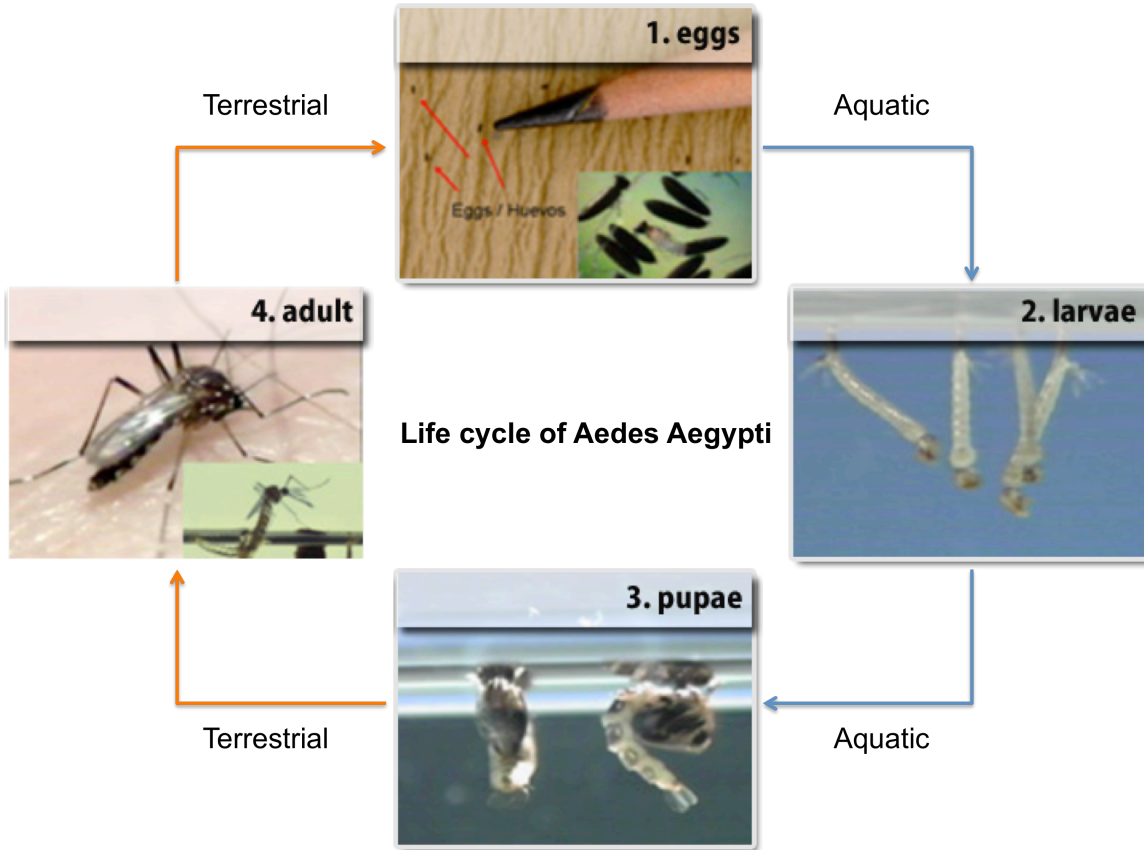 1. eggs
Terrestrial
Aquatic
Eggs / Huevos
4. adult
2. larvae
Life cycle of Aedes Aegypti
3. pupae
Terrestrial
Aquatic